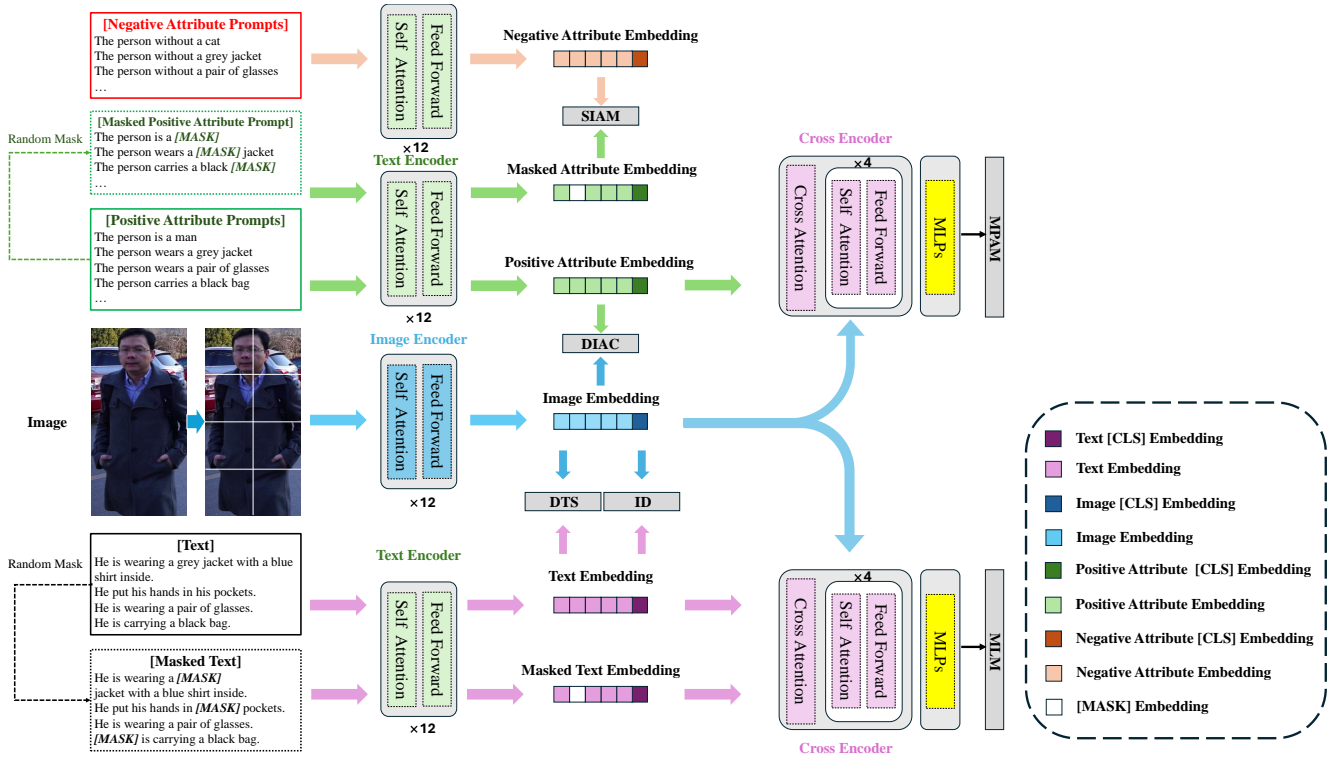 [Negative Attribute Prompts]
The person without a cat
The person without a grey jacket
The person without a pair of glasses
…
Random Mask
[Masked Positive Attribute Prompt]
The person is a [MASK]
The person wears a [MASK] jacket
The person carries a black [MASK]
…
[Positive Attribute Prompts]
The person is a man
The person wears a grey jacket
The person wears a pair of glasses
The person carries a black bag
…
Image
Random Mask
[Text]
He is wearing a grey jacket with a blue
shirt inside.
He put his hands in his pockets.
He is wearing a pair of glasses.
He is carrying a black bag.
[Masked Text]
He is wearing a [MASK]
jacket with a blue shirt inside.
He put his hands in [MASK] pockets.
He is wearing a pair of glasses.
[MASK] is carrying a black bag.
Self Attention
Feed Forward
×12
Text Encoder
Self Attention
Feed Forward
×12
Image Encoder
Self Attention
Feed Forward
×12
Text Encoder
Self Attention
Feed Forward
×12
Negative Attribute Embedding
SIAM
Masked Attribute Embedding
Positive Attribute Embedding
DIAC
Image Embedding
DTS
ID
Text Embedding
Masked Text Embedding
Cross Encoder
×4
Cross Attention
Self Attention
Feed Forward
MLPs
MPAM
×4
Cross Attention
Self Attention
Feed Forward
MLPs
MLM
Cross Encoder
Text [CLS] Embedding
Text Embedding
Image [CLS] Embedding
Image Embedding
Positive Attribute [CLS] Embedding
Positive Attribute Embedding
Negative Attribute [CLS] Embedding
Negative Attribute Embedding
[MASK] Embedding